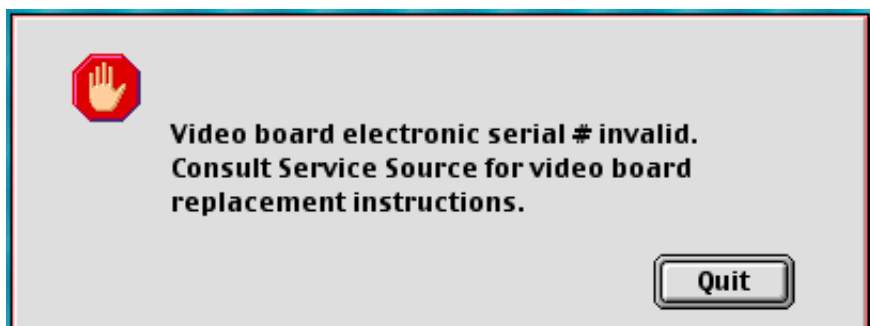 Video board electronic serial # invalid.
Consult Service Source for video board
replacement instructions.
Quit